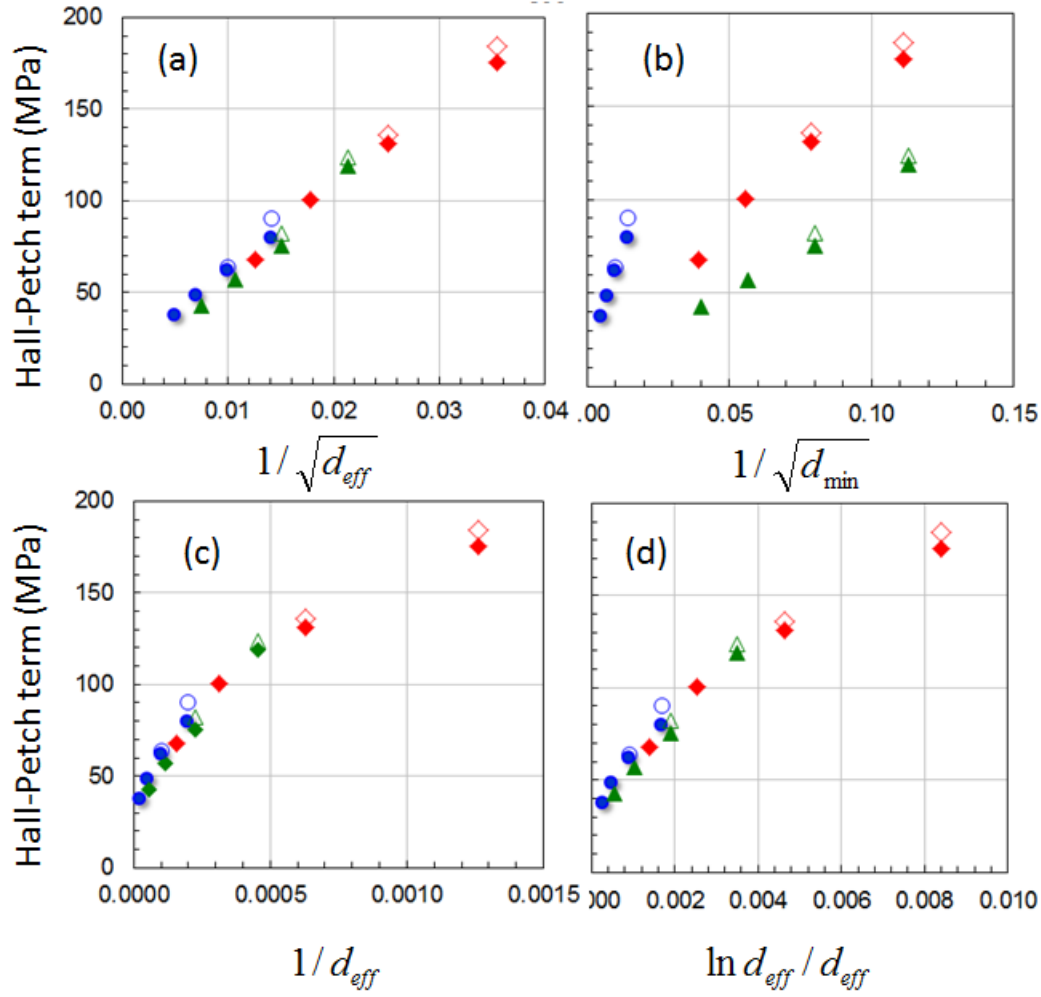 200
150
100
50
0
Hall-Petch term (MPa)
(a)
(b)
0.00 0.01 0.02 0.03 0.04
.00 0.05 0.10 0.15
1/√d_eff
1/√d_min
200
150
100
50
0
Hall-Petch term (MPa)
(c)
(d)
0.0000 0.0005 0.0010 0.0015
000 0.002 0.004 0.006 0.008 0.010
1/d_eff
ln d_eff / d_eff